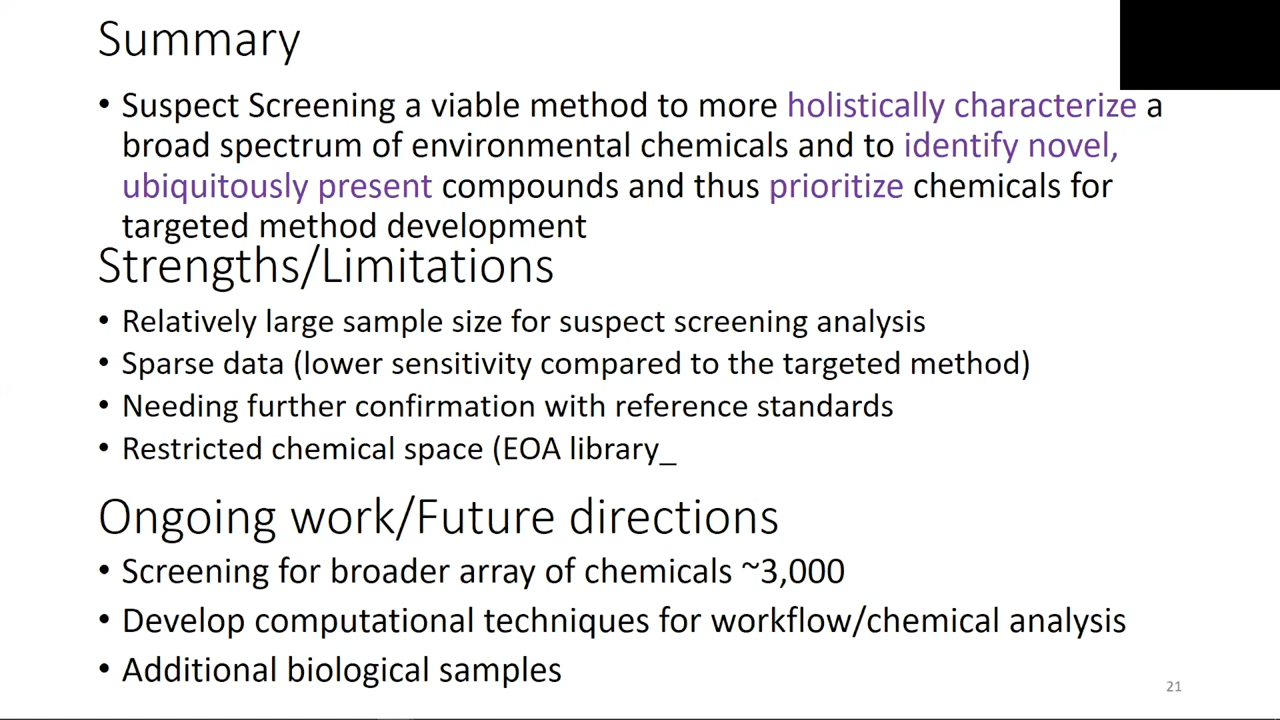 Summary
• Suspect Screening a viable method to more holistically characterize a
broad spectrum of environmental chemicals and to identify novel,
ubiquitously present compounds and thus prioritize chemicals for
targeted method development
Strengths/Limitations
• Relatively large sample size for suspect screening analysis
• Sparse data (lower sensitivity compared to the targeted method)
• Needing further confirmation with reference standards
• Restricted chemical space (EOA library_
Ongoing work/Future directions
• Screening for broader array of chemicals ~3,000
• Develop computational techniques for workflow/chemical analysis
• Additional biological samples
21